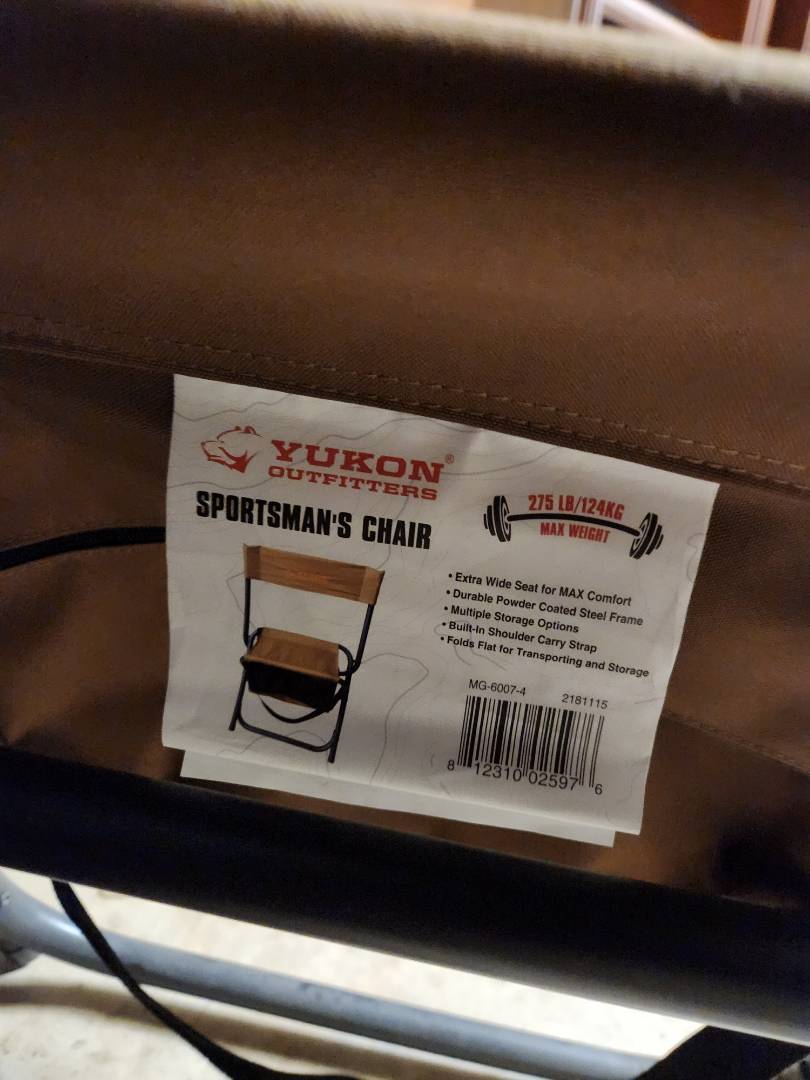 YUKON®
OUTFITTERS
SPORTSMAN'S CHAIR
275 LB/124KG
MAX WEIGHT
• Extra Wide Seat for MAX Comfort
• Durable Powder Coated Steel Frame
• Multiple Storage Options
• Built-In Shoulder Carry Strap
• Folds Flat for Transporting and Storage
MG-6007-4 2181115
8 12310 02597 6